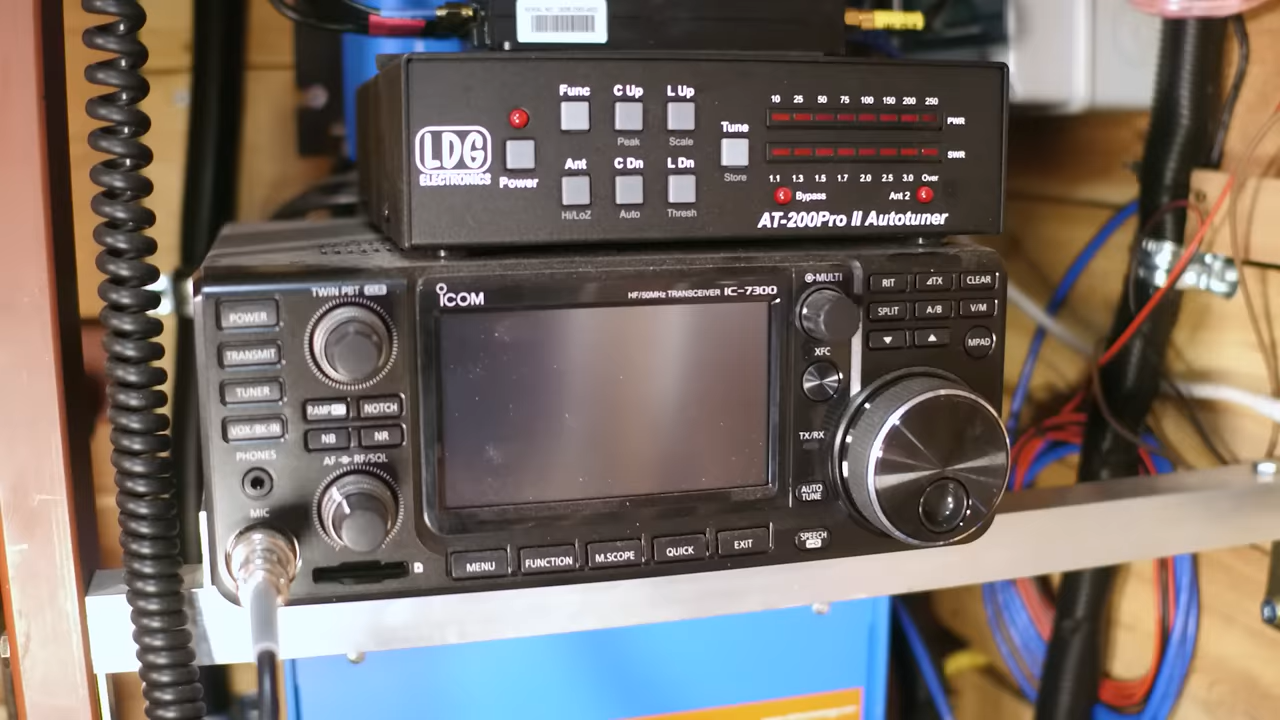 Func C Up L Up
Peak Scale
Tune
Store
LDG
ELECTRONICS
Power
Ant C Dn L Dn
Hi/LoZ Auto Thresh
10 25 50 75 100 150 200 250
PWR
SWR
1.1 1.3 1.5 1.7 2.0 2.5 3.0 Over
Bypass Ant 2
AT-200Pro II Autotuner
ICOM
HF/50MHz TRANSCEIVER IC-7300
POWER
TRANSMIT
TUNER
VOX/BK-IN
PHONES
MIC
TWIN PBT CLR
P.AMP ATT NOTCH
NB NR
AF RF/SQL
MENU FUNCTION M.SCOPE QUICK EXIT
MULTI
XFC
TX/RX
AUTO
TUNE
SPEECH
RIT ΔTX CLEAR
SPLIT A/B V/M
MPAD